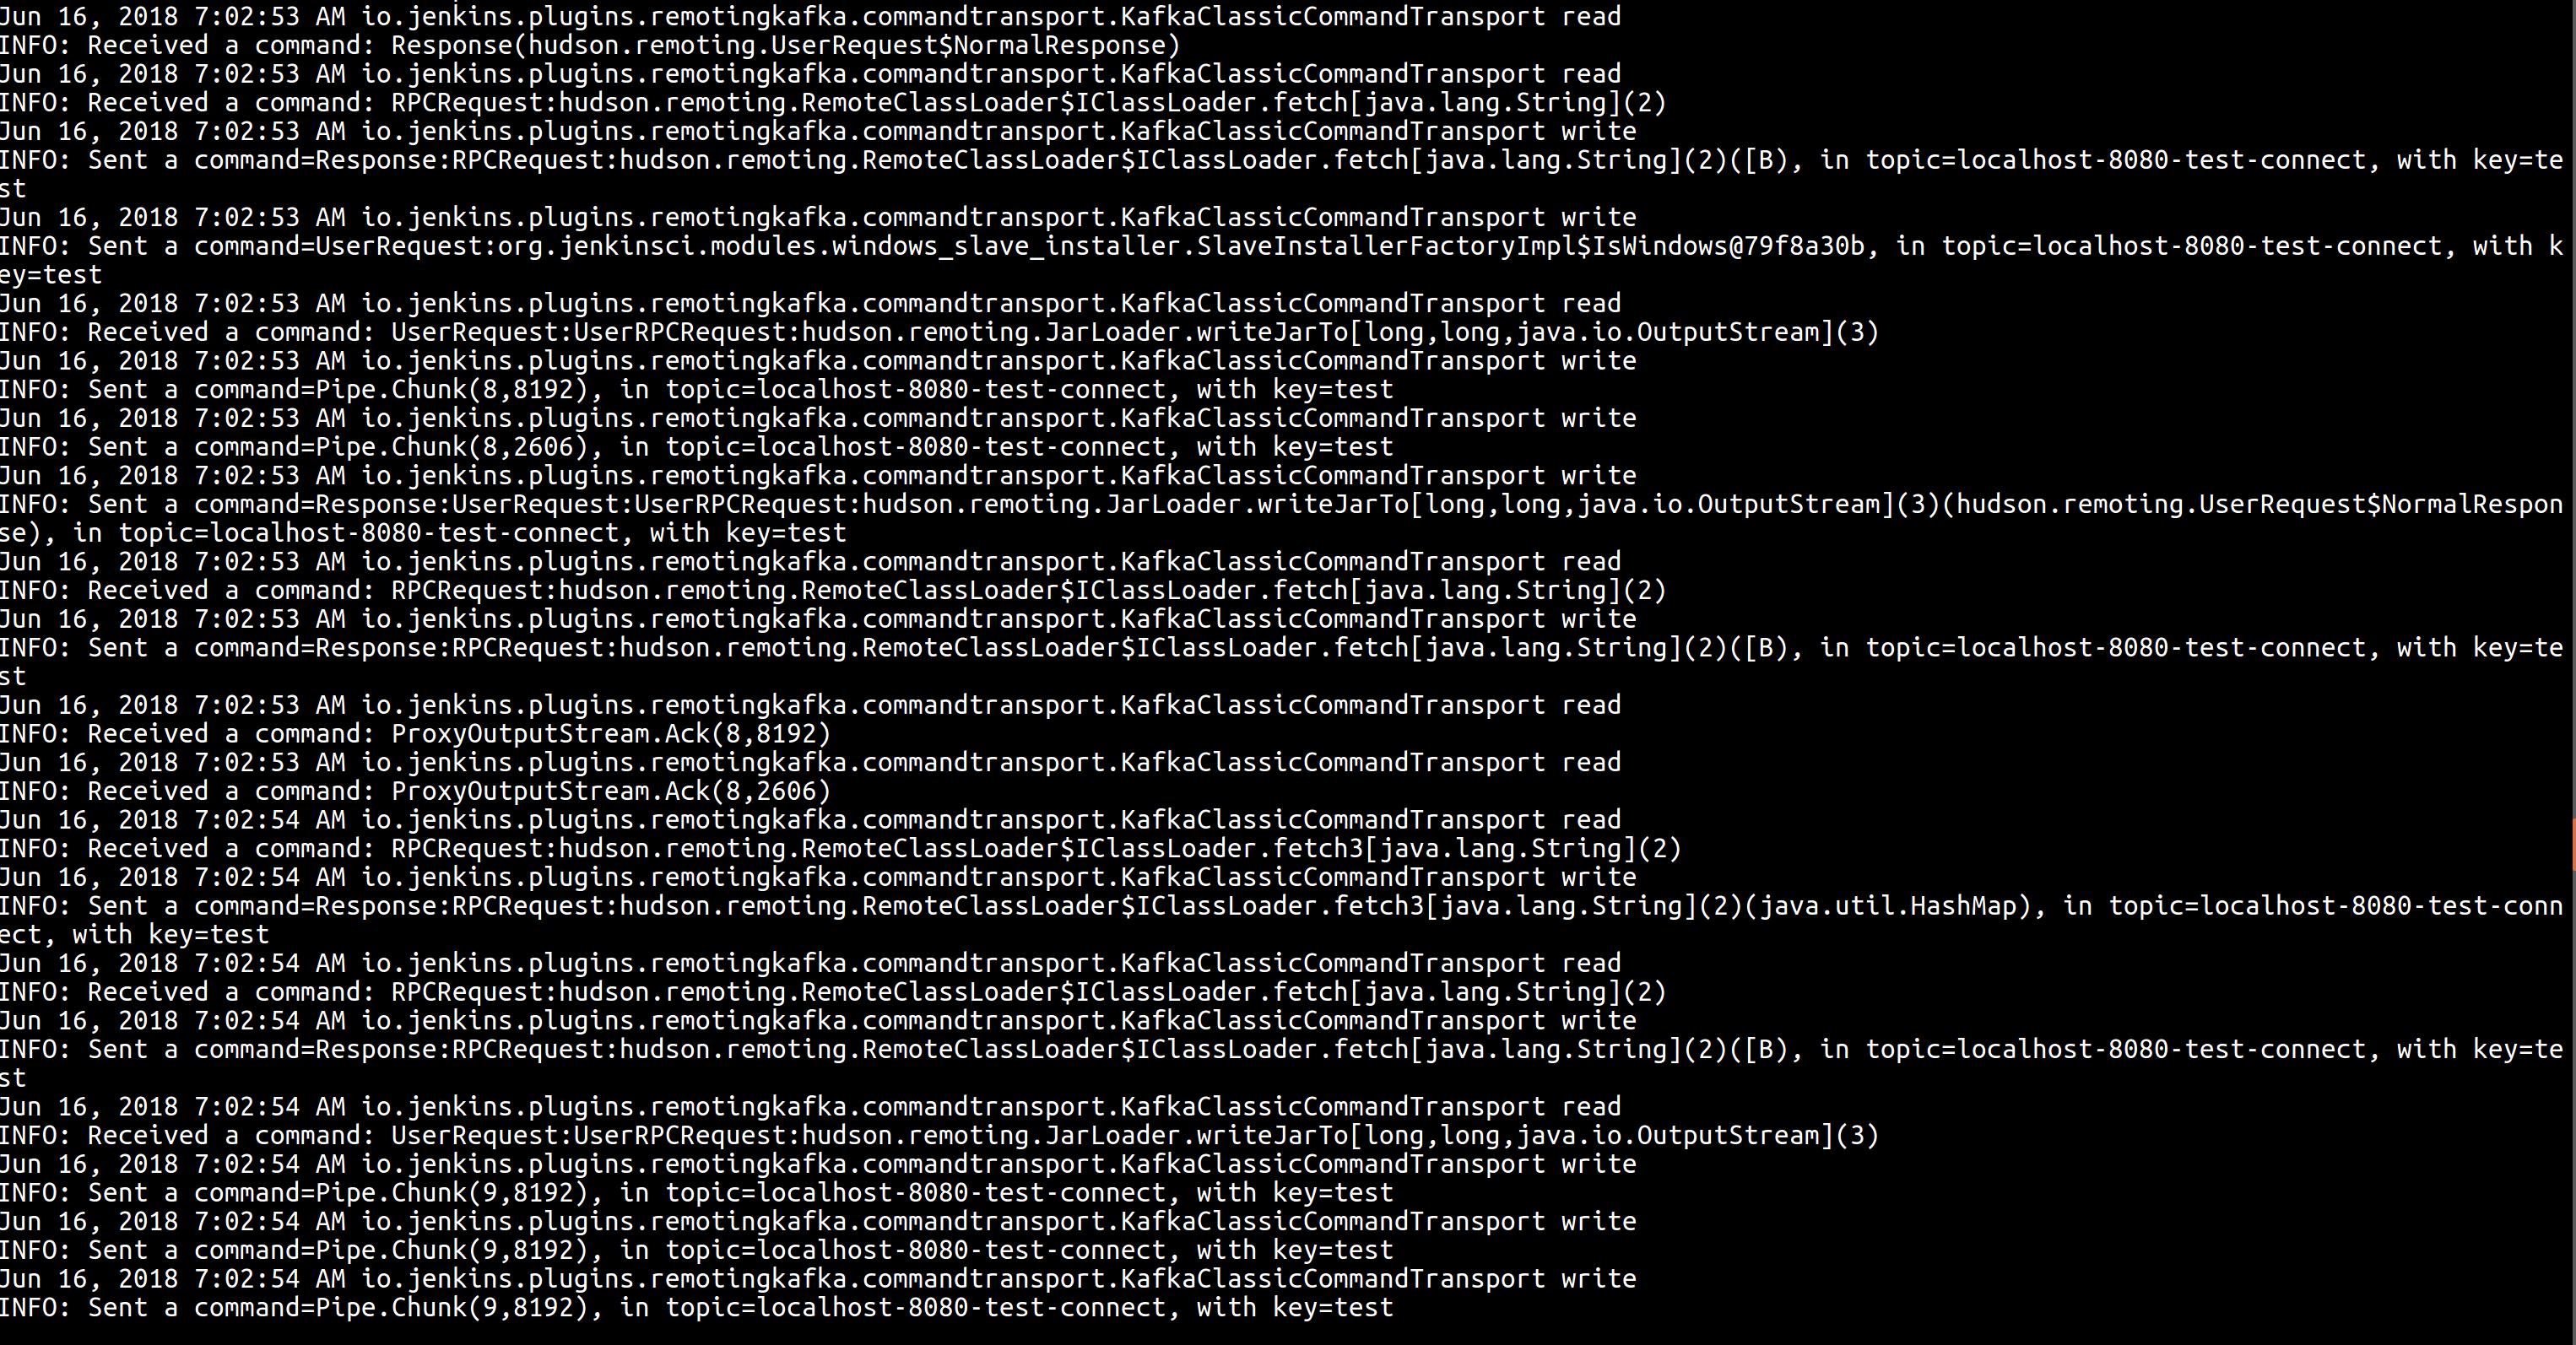 Jun 16, 2018 7:02:53 AM io.jenkins.plugins.remotingkafka.commandtransport.KafkaClassicCommandTransport read
INFO: Received a command: Response(hudson.remoting.UserRequest$NormalResponse)
Jun 16, 2018 7:02:53 AM io.jenkins.plugins.remotingkafka.commandtransport.KafkaClassicCommandTransport read
INFO: Received a command: RPCRequest:hudson.remoting.RemoteClassLoader$IClassLoader.fetch[java.lang.String](2)
Jun 16, 2018 7:02:53 AM io.jenkins.plugins.remotingkafka.commandtransport.KafkaClassicCommandTransport write
INFO: Sent a command=Response:RPCRequest:hudson.remoting.RemoteClassLoader$IClassLoader.fetch[java.lang.String](2)([B), in topic=localhost-8080-test-connect, with key=te
st
Jun 16, 2018 7:02:53 AM io.jenkins.plugins.remotingkafka.commandtransport.KafkaClassicCommandTransport write
INFO: Sent a command=UserRequest:org.jenkinsci.modules.windows_slave_installer.SlaveInstallerFactoryImpl$IsWindows@79f8a30b, in topic=localhost-8080-test-connect, with k
ey=test
Jun 16, 2018 7:02:53 AM io.jenkins.plugins.remotingkafka.commandtransport.KafkaClassicCommandTransport read
INFO: Received a command: UserRequest:UserRPCRequest:hudson.remoting.JarLoader.writeJarTo[long,long,java.io.OutputStream](3)
Jun 16, 2018 7:02:53 AM io.jenkins.plugins.remotingkafka.commandtransport.KafkaClassicCommandTransport write
INFO: Sent a command=Pipe.Chunk(8,8192), in topic=localhost-8080-test-connect, with key=test
Jun 16, 2018 7:02:53 AM io.jenkins.plugins.remotingkafka.commandtransport.KafkaClassicCommandTransport write
INFO: Sent a command=Pipe.Chunk(8,2606), in topic=localhost-8080-test-connect, with key=test
Jun 16, 2018 7:02:53 AM io.jenkins.plugins.remotingkafka.commandtransport.KafkaClassicCommandTransport write
INFO: Sent a command=Response:UserRequest:UserRPCRequest:hudson.remoting.JarLoader.writeJarTo[long,long,java.io.OutputStream](3)(hudson.remoting.UserRequest$NormalRespon
se), in topic=localhost-8080-test-connect, with key=test
Jun 16, 2018 7:02:53 AM io.jenkins.plugins.remotingkafka.commandtransport.KafkaClassicCommandTransport read
INFO: Received a command: RPCRequest:hudson.remoting.RemoteClassLoader$IClassLoader.fetch[java.lang.String](2)
Jun 16, 2018 7:02:53 AM io.jenkins.plugins.remotingkafka.commandtransport.KafkaClassicCommandTransport write
INFO: Sent a command=Response:RPCRequest:hudson.remoting.RemoteClassLoader$IClassLoader.fetch[java.lang.String](2)([B), in topic=localhost-8080-test-connect, with key=te
st
Jun 16, 2018 7:02:53 AM io.jenkins.plugins.remotingkafka.commandtransport.KafkaClassicCommandTransport read
INFO: Received a command: ProxyOutputStream.Ack(8,8192)
Jun 16, 2018 7:02:53 AM io.jenkins.plugins.remotingkafka.commandtransport.KafkaClassicCommandTransport read
INFO: Received a command: ProxyOutputStream.Ack(8,2606)
Jun 16, 2018 7:02:54 AM io.jenkins.plugins.remotingkafka.commandtransport.KafkaClassicCommandTransport read
INFO: Received a command: RPCRequest:hudson.remoting.RemoteClassLoader$IClassLoader.fetch3[java.lang.String](2)
Jun 16, 2018 7:02:54 AM io.jenkins.plugins.remotingkafka.commandtransport.KafkaClassicCommandTransport write
INFO: Sent a command=Response:RPCRequest:hudson.remoting.RemoteClassLoader$IClassLoader.fetch3[java.lang.String](2)(java.util.HashMap), in topic=localhost-8080-test-conn
ect, with key=test
Jun 16, 2018 7:02:54 AM io.jenkins.plugins.remotingkafka.commandtransport.KafkaClassicCommandTransport read
INFO: Received a command: RPCRequest:hudson.remoting.RemoteClassLoader$IClassLoader.fetch[java.lang.String](2)
Jun 16, 2018 7:02:54 AM io.jenkins.plugins.remotingkafka.commandtransport.KafkaClassicCommandTransport write
INFO: Sent a command=Response:RPCRequest:hudson.remoting.RemoteClassLoader$IClassLoader.fetch[java.lang.String](2)([B), in topic=localhost-8080-test-connect, with key=te
st
Jun 16, 2018 7:02:54 AM io.jenkins.plugins.remotingkafka.commandtransport.KafkaClassicCommandTransport read
INFO: Received a command: UserRequest:UserRPCRequest:hudson.remoting.JarLoader.writeJarTo[long,long,java.io.OutputStream](3)
Jun 16, 2018 7:02:54 AM io.jenkins.plugins.remotingkafka.commandtransport.KafkaClassicCommandTransport write
INFO: Sent a command=Pipe.Chunk(9,8192), in topic=localhost-8080-test-connect, with key=test
Jun 16, 2018 7:02:54 AM io.jenkins.plugins.remotingkafka.commandtransport.KafkaClassicCommandTransport write
INFO: Sent a command=Pipe.Chunk(9,8192), in topic=localhost-8080-test-connect, with key=test
Jun 16, 2018 7:02:54 AM io.jenkins.plugins.remotingkafka.commandtransport.KafkaClassicCommandTransport write
INFO: Sent a command=Pipe.Chunk(9,8192), in topic=localhost-8080-test-connect, with key=test